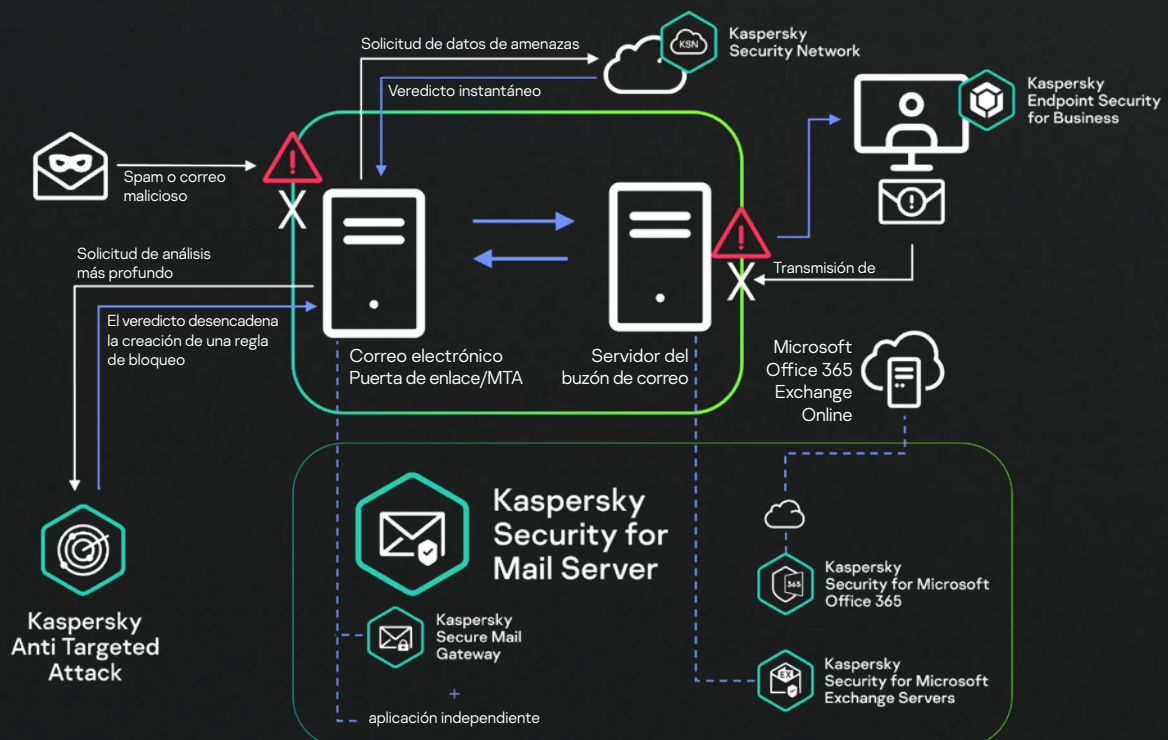 Solicitud de datos de amenazas
KSN
Kaspersky
Security Network
Veredicto instantáneo
Kaspersky
Endpoint Security
for Business
Spam o correo
malicioso
X
Solicitud de análisis
más profundo
X
Transmisión de
El veredicto desencadena
la creación de una regla
de bloqueo
Correo electrónico
Puerta de enlace/MTA
Servidor del
buzón de correo
Microsoft
Office 365
Exchange
Online
Kaspersky
Security for
Mail Server
Kaspersky
Anti Targeted
Attack
365
Kaspersky
Security for Microsoft
Office 365
Kaspersky
Secure Mail
Gateway
EX
Kaspersky
Security for Microsoft
Exchange Servers
+
aplicación independiente